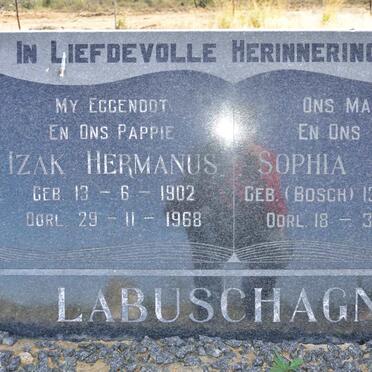 IN LIEFDEVOLLE HERINNERING
MY EGGENOOT
EN ONS PAPPIE
IZAK HERMANUS
GEB. 13 - 6 - 1902
OORL. 29 - 11 - 1968
ONS MA
EN ONS
SOPHIA
GEB. (BOSCH) 1
OORL. 18 - 3
LABUSCHAGN